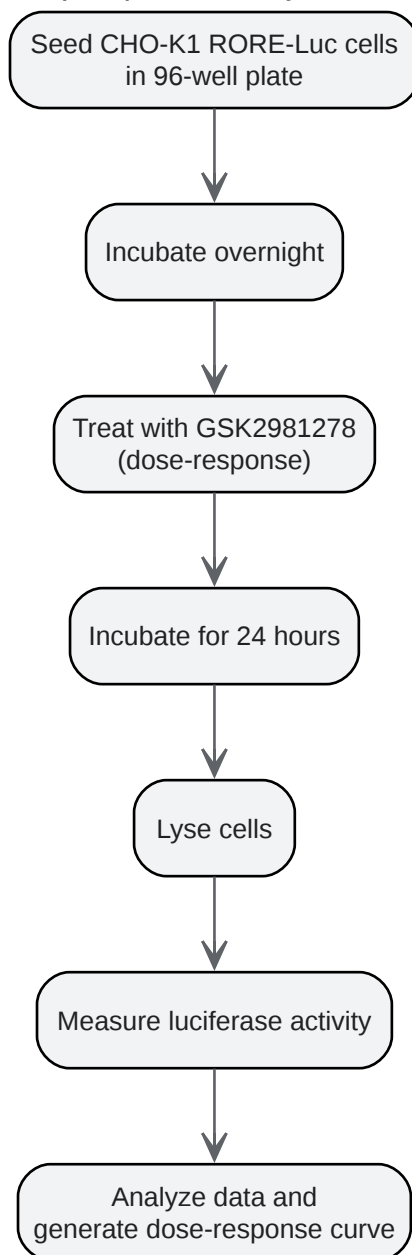 Seed CHO-K1 RORE-Luc cells
in 96-well plate
Incubate overnight
Treat with GSK2981278
(dose-response)
Incubate for 24 hours
Lyse cells
Measure luciferase activity
Analyze data and
generate dose-response curve